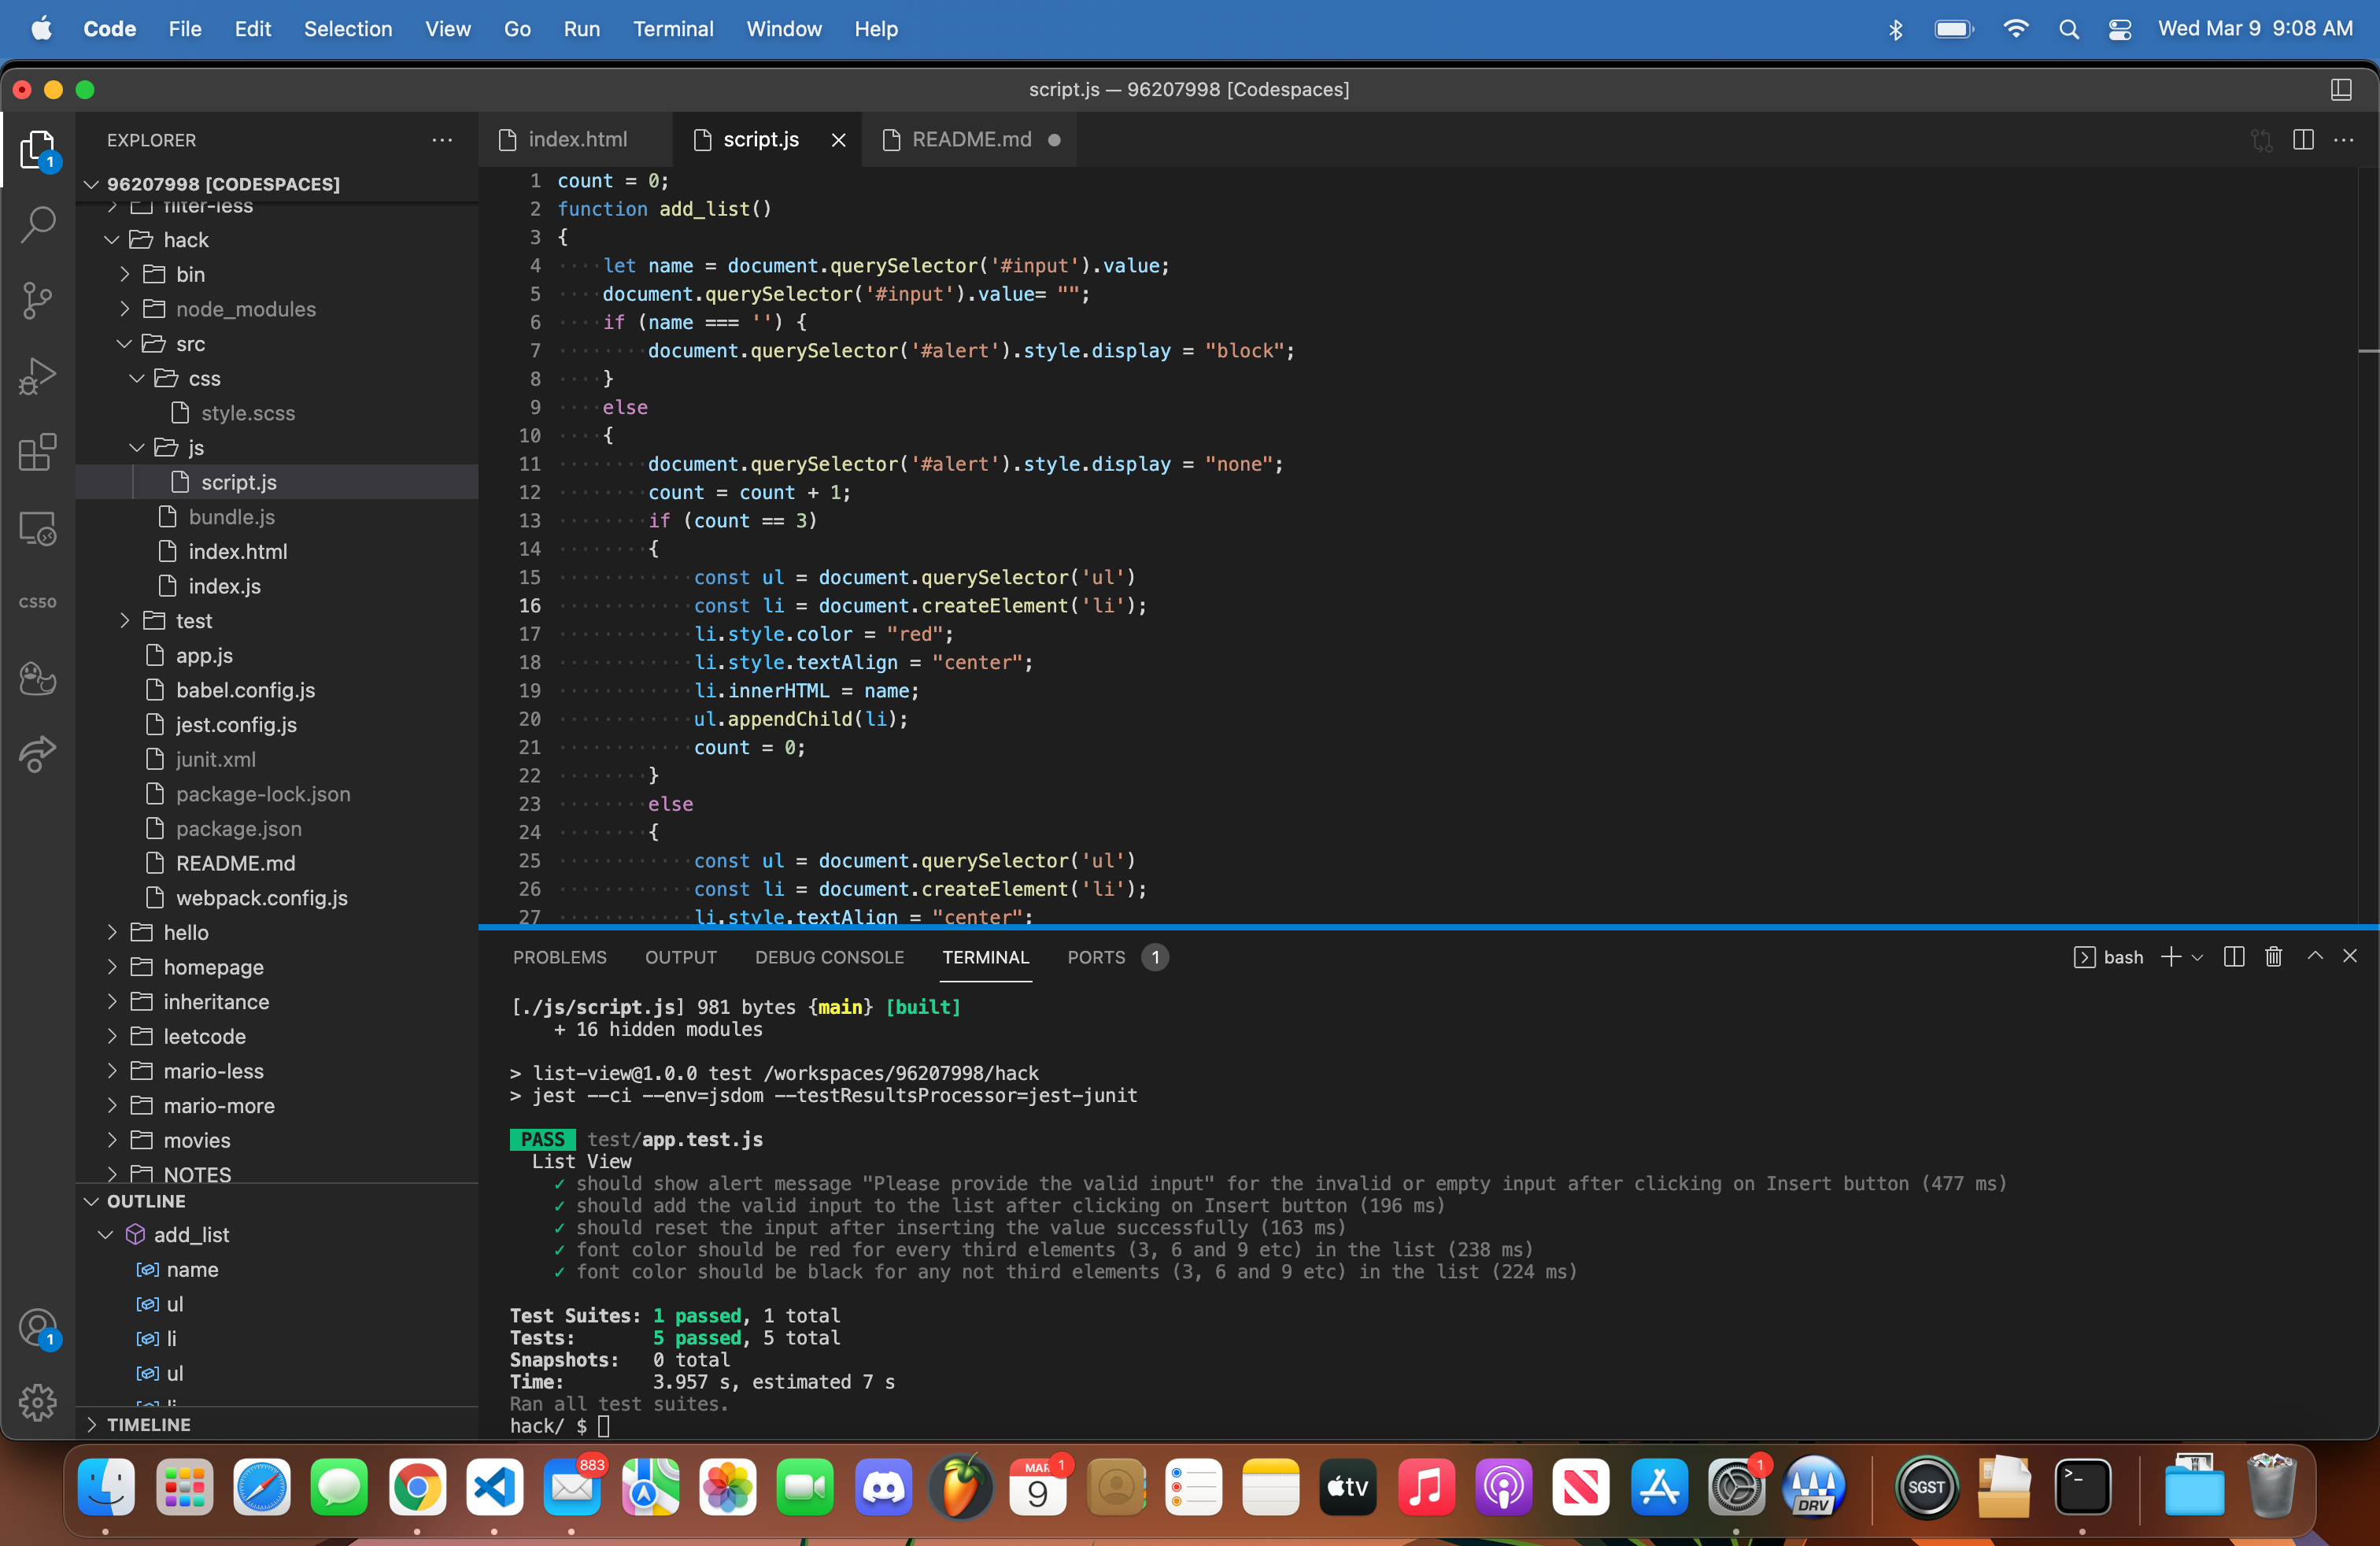 Code File Edit Selection View Go Run Terminal Window Help Wed Mar 9 9:08 AM
script.js — 96207998 [Codespaces]
EXPLORER
index.html script.js README.md
1
96207998 [CODESPACES]
filter-less
hack
bin
node_modules
src
css
style.scss
js
script.js
bundle.js
index.html
index.js
test
app.js
babel.config.js
jest.config.js
junit.xml
package-lock.json
package.json
README.md
webpack.config.js
hello
homepage
inheritance
leetcode
mario-less
mario-more
movies
NOTES
OUTLINE
add_list
name
ul
li
ul
li
TIMELINE
CS50
1
1 count = 0;
2 function add_list()
3 {
4 ····let name = document.querySelector('#input').value;
5 ····document.querySelector('#input').value= "";
6 ····if (name === '') {
7 ········document.querySelector('#alert').style.display = "block";
8 ····}
9 ····else
10 ····{
11 ········document.querySelector('#alert').style.display = "none";
12 ········count = count + 1;
13 ········if (count == 3)
14 ········{
15 ············const ul = document.querySelector('ul')
16 ············const li = document.createElement('li');
17 ············li.style.color = "red";
18 ············li.style.textAlign = "center";
19 ············li.innerHTML = name;
20 ············ul.appendChild(li);
21 ············count = 0;
22 ········}
23 ········else
24 ········{
25 ············const ul = document.querySelector('ul')
26 ············const li = document.createElement('li');
27 ············li.style.textAlign = "center";
PROBLEMS OUTPUT DEBUG CONSOLE TERMINAL PORTS 1 bash
[./js/script.js] 981 bytes {main} [built]
+ 16 hidden modules
> list-view@1.0.0 test /workspaces/96207998/hack
> jest --ci --env=jsdom --testResultsProcessor=jest-junit
PASS test/app.test.js
List View
✓ should show alert message "Please provide the valid input" for the invalid or empty input after clicking on Insert button (477 ms)
✓ should add the valid input to the list after clicking on Insert button (196 ms)
✓ should reset the input after inserting the value successfully (163 ms)
✓ font color should be red for every third elements (3, 6 and 9 etc) in the list (238 ms)
✓ font color should be black for any not third elements (3, 6 and 9 etc) in the list (224 ms)
Test Suites: 1 passed, 1 total
Tests: 5 passed, 5 total
Snapshots: 0 total
Time: 3.957 s, estimated 7 s
Ran all test suites.
hack/ $
883
MAR 1
9
tv
1
DRV
SGST
>_